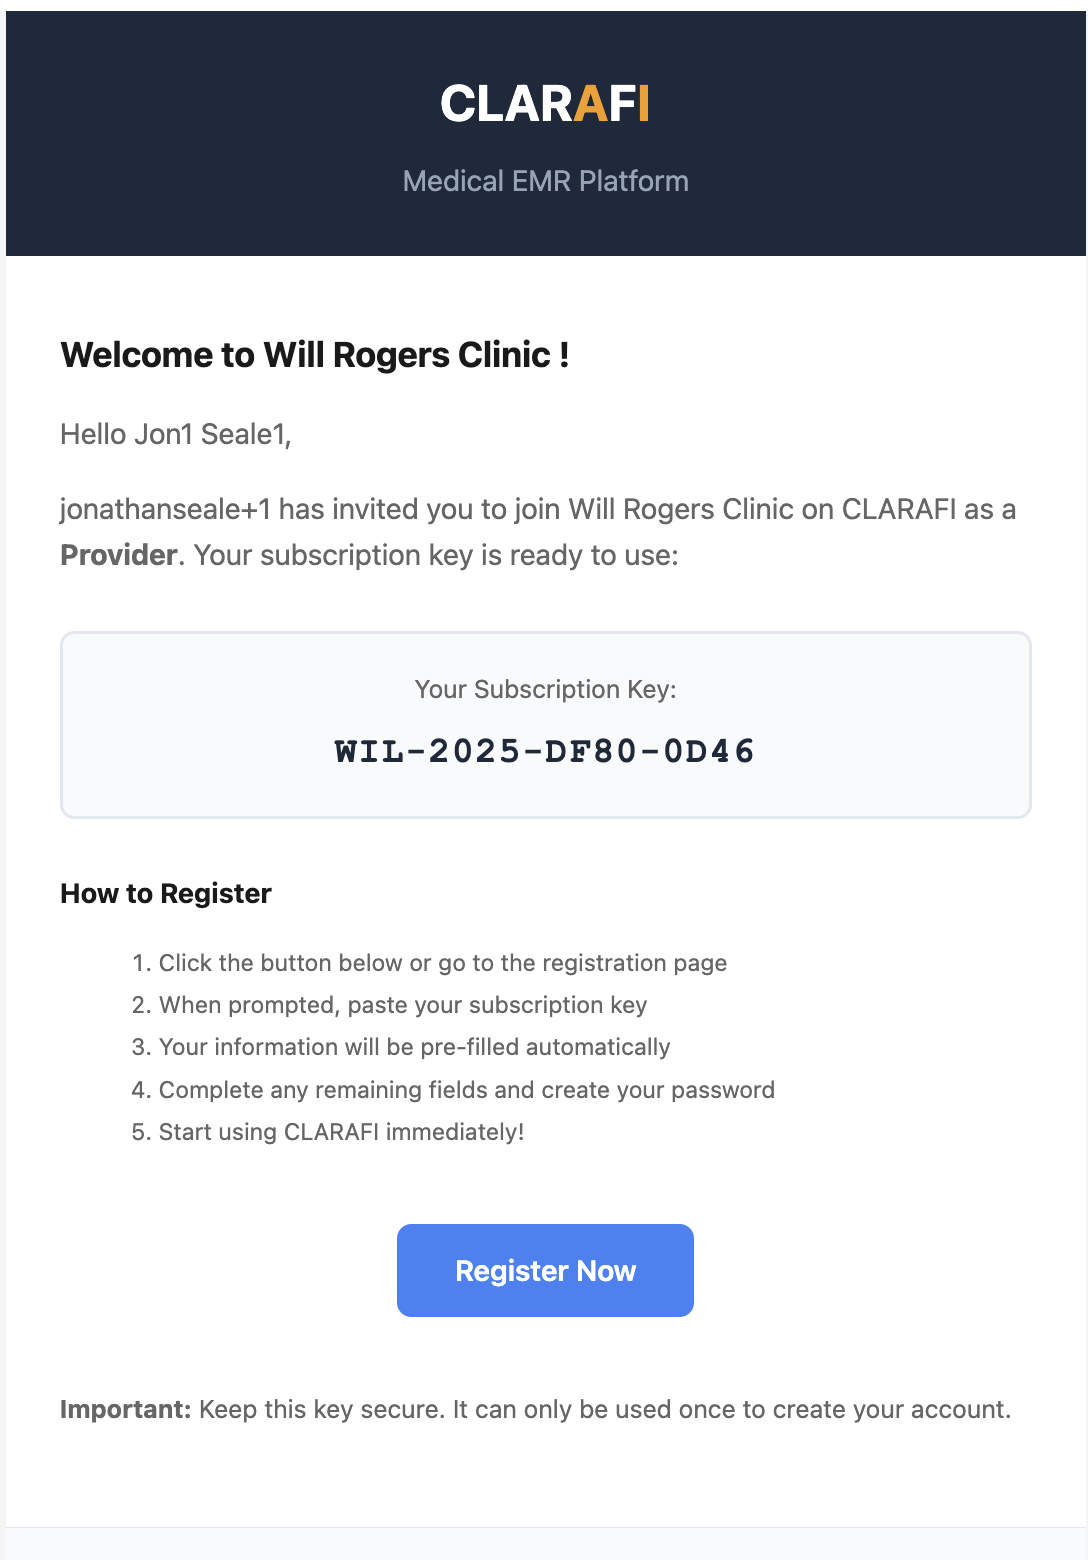 CLARAFI
Medical EMR Platform
Welcome to Will Rogers Clinic !
Hello Jon1 Seale1,
jonathanseale+1 has invited you to join Will Rogers Clinic on CLARAFI as a
Provider. Your subscription key is ready to use:
Your Subscription Key:
WIL-2025-DF80-0D46
How to Register
1. Click the button below or go to the registration page
2. When prompted, paste your subscription key
3. Your information will be pre-filled automatically
4. Complete any remaining fields and create your password
5. Start using CLARAFI immediately!
Register Now
Important: Keep this key secure. It can only be used once to create your account.